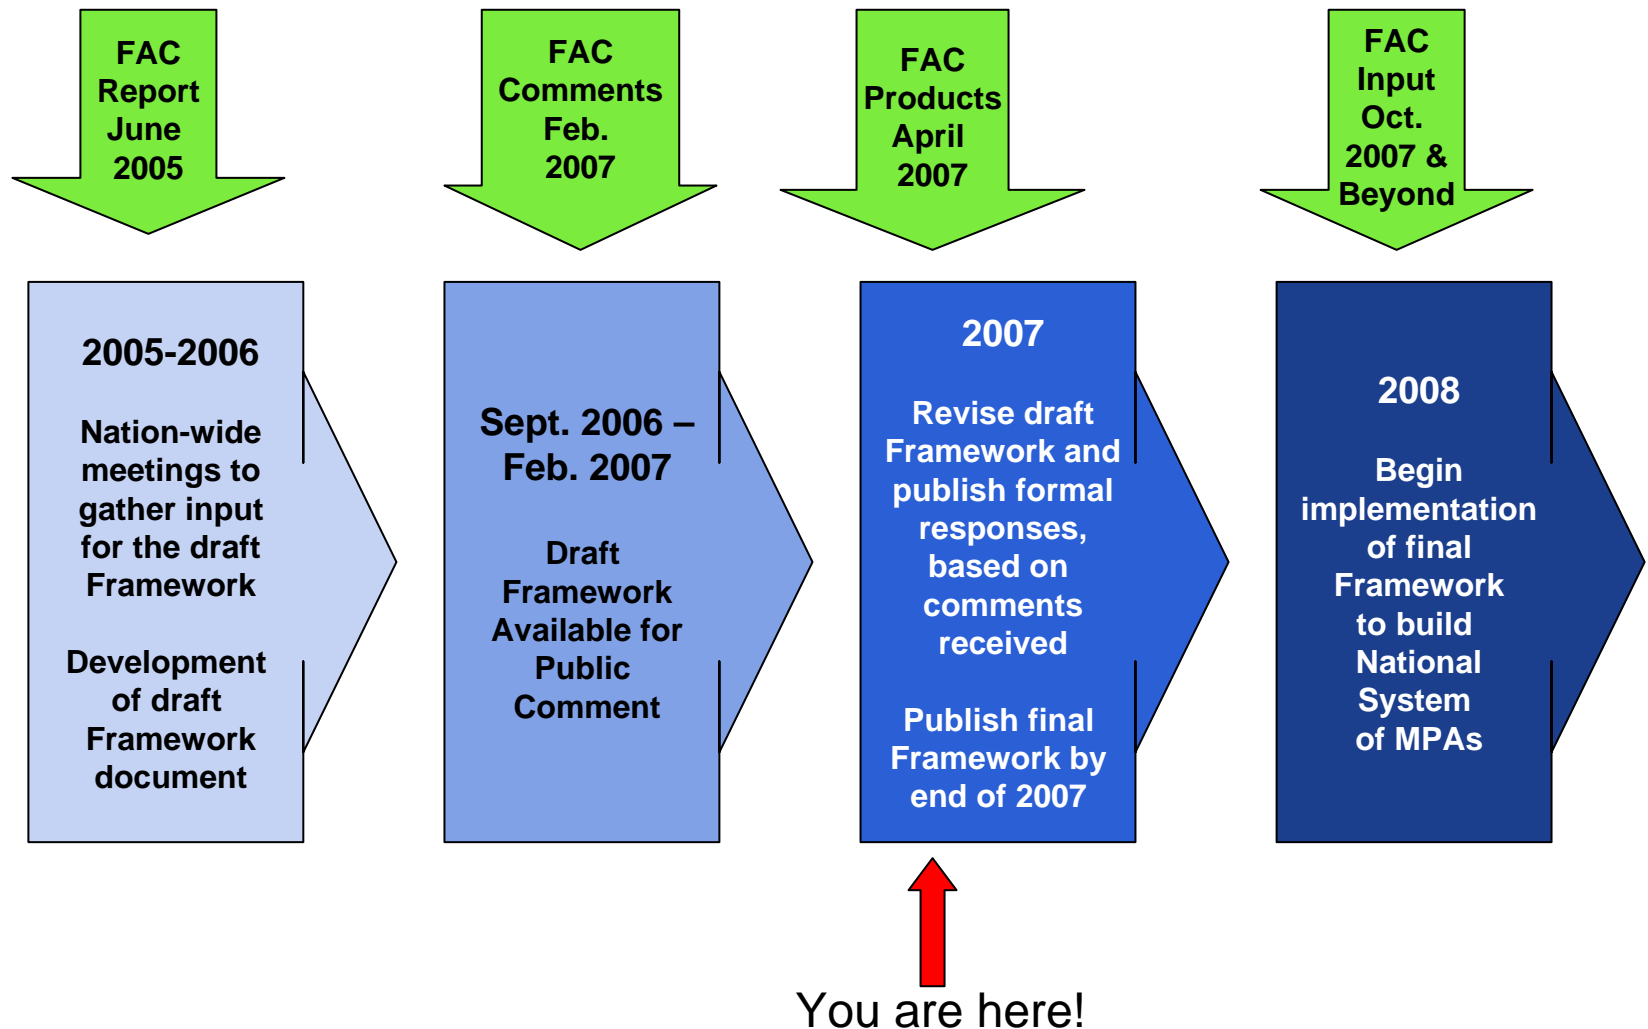 FAC
Report
June
2005
FAC
Comments
Feb.
2007
FAC
Products
April
2007
FAC
Input
Oct.
2007 &
Beyond
2005-2006
Nation-wide
meetings to
gather input
for the draft
Framework
Development
of draft
Framework
document
Sept. 2006 –
Feb. 2007
Draft
Framework
Available for
Public
Comment
2007
Revise draft
Framework and
publish formal
responses,
based on
comments
received
Publish final
Framework by
end of 2007
2008
Begin
implementation
of final
Framework
to build
National
System
of MPAs
You are here!